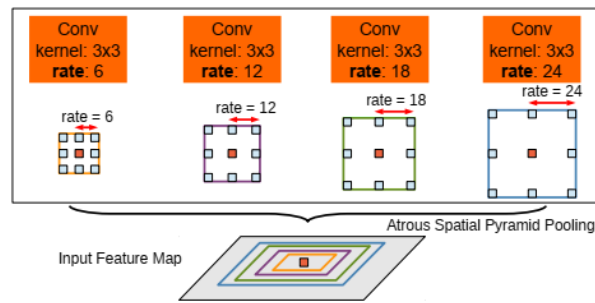 Conv
kernel: 3x3
rate: 6
Conv
kernel: 3x3
rate: 12
Conv
kernel: 3x3
rate: 18
Conv
kernel: 3x3
rate: 24
rate = 6
rate = 12
rate = 18
rate = 24
Atrous Spatial Pyramid Pooling
Input Feature Map